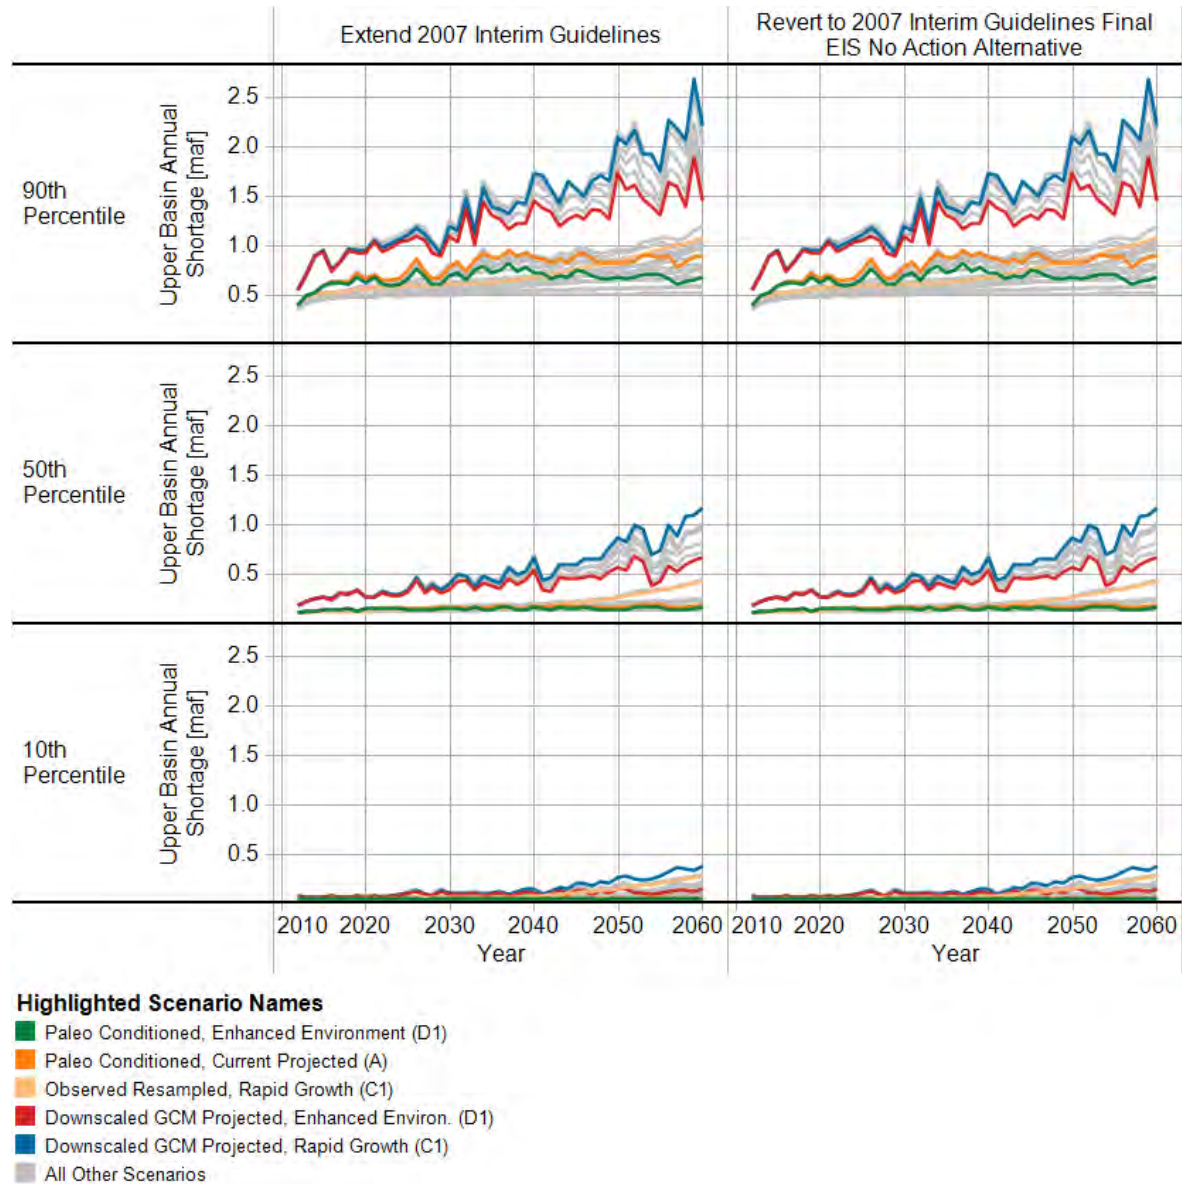 Extend 2007 Interim Guidelines
Revert to 2007 Interim Guidelines Final
EIS No Action Alternative
90th
Percentile
Upper Basin Annual
Shortage [maf]
2.5
2.0
1.5
1.0
0.5
50th
Percentile
Upper Basin Annual
Shortage [maf]
2.5
2.0
1.5
1.0
0.5
10th
Percentile
Upper Basin Annual
Shortage [maf]
2.5
2.0
1.5
1.0
0.5
2010 2020 2030 2040 2050 2060
2010 2020 2030 2040 2050 2060
Year
Year
Highlighted Scenario Names
Paleo Conditioned, Enhanced Environment (D1)
Paleo Conditioned, Current Projected (A)
Observed Resampled, Rapid Growth (C1)
Downscaled GCM Projected, Enhanced Environ. (D1)
Downscaled GCM Projected, Rapid Growth (C1)
All Other Scenarios